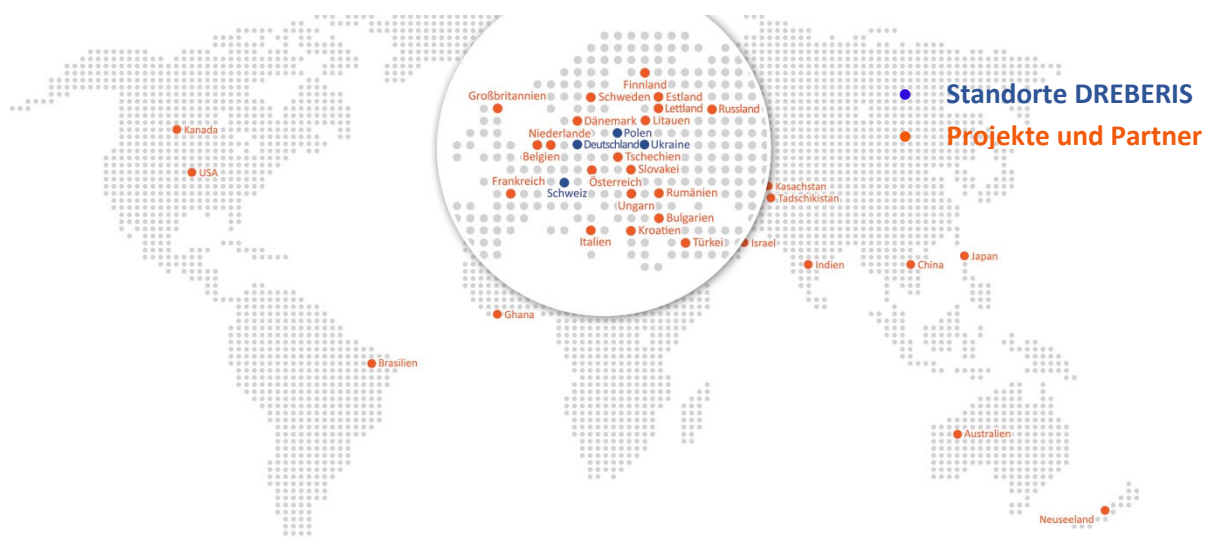 Finnland
Großbritannien
Schweden
Estland
Lettland
Russland
Dänemark
Litauen
Niederlande
Polen
Deutschland
Ukraine
Belgien
Tschechien
Slovakei
Frankreich
Österreich
Schweiz
Rumänien
Ungarn
Bulgarien
Kroatien
Italien
Türkei
Standorte DREBERIS
Projekte und Partner
Kanada
USA
Kasachstan
Tadschikistan
Israel
Indien
China
Japan
Ghana
Brasilien
Australien
Neuseeland